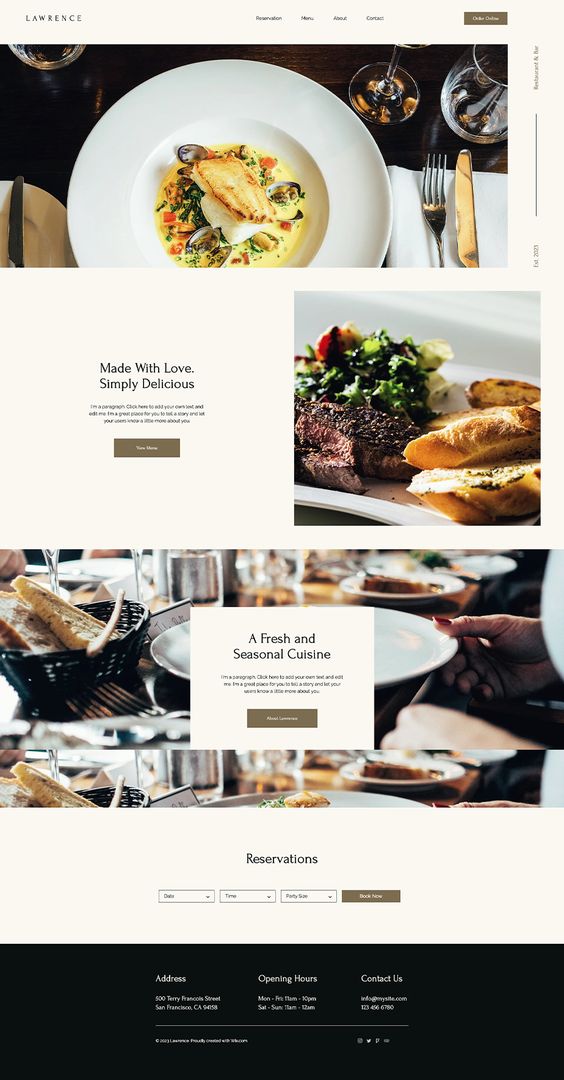 LAWRENCE
Reservation
Menu
About
Contact
Order Online
Restaurant & Bar
Est. 2023
Made With Love.
Simply Delicious
I'm a paragraph. Click here to add your own text and
edit me. I'm a great place for you to tell a story and let
your users know a little more about you.
View Menu
A Fresh and
Seasonal Cuisine
I'm a paragraph. Click here to add your own text and edit
me. I'm a great place for you to tell a story and let your
users know a little more about you.
About Lawrence
Reservations
Date
Time
Party Size
Book Now
Address
500 Terry Francois Street
San Francisco, CA 94158
Opening Hours
Mon - Fri: 11am - 10pm
Sat - Sun: 11am - 12am
Contact Us
info@mysite.com
123 456 6780
© 2023 Lawrence. Proudly created with Wix.com